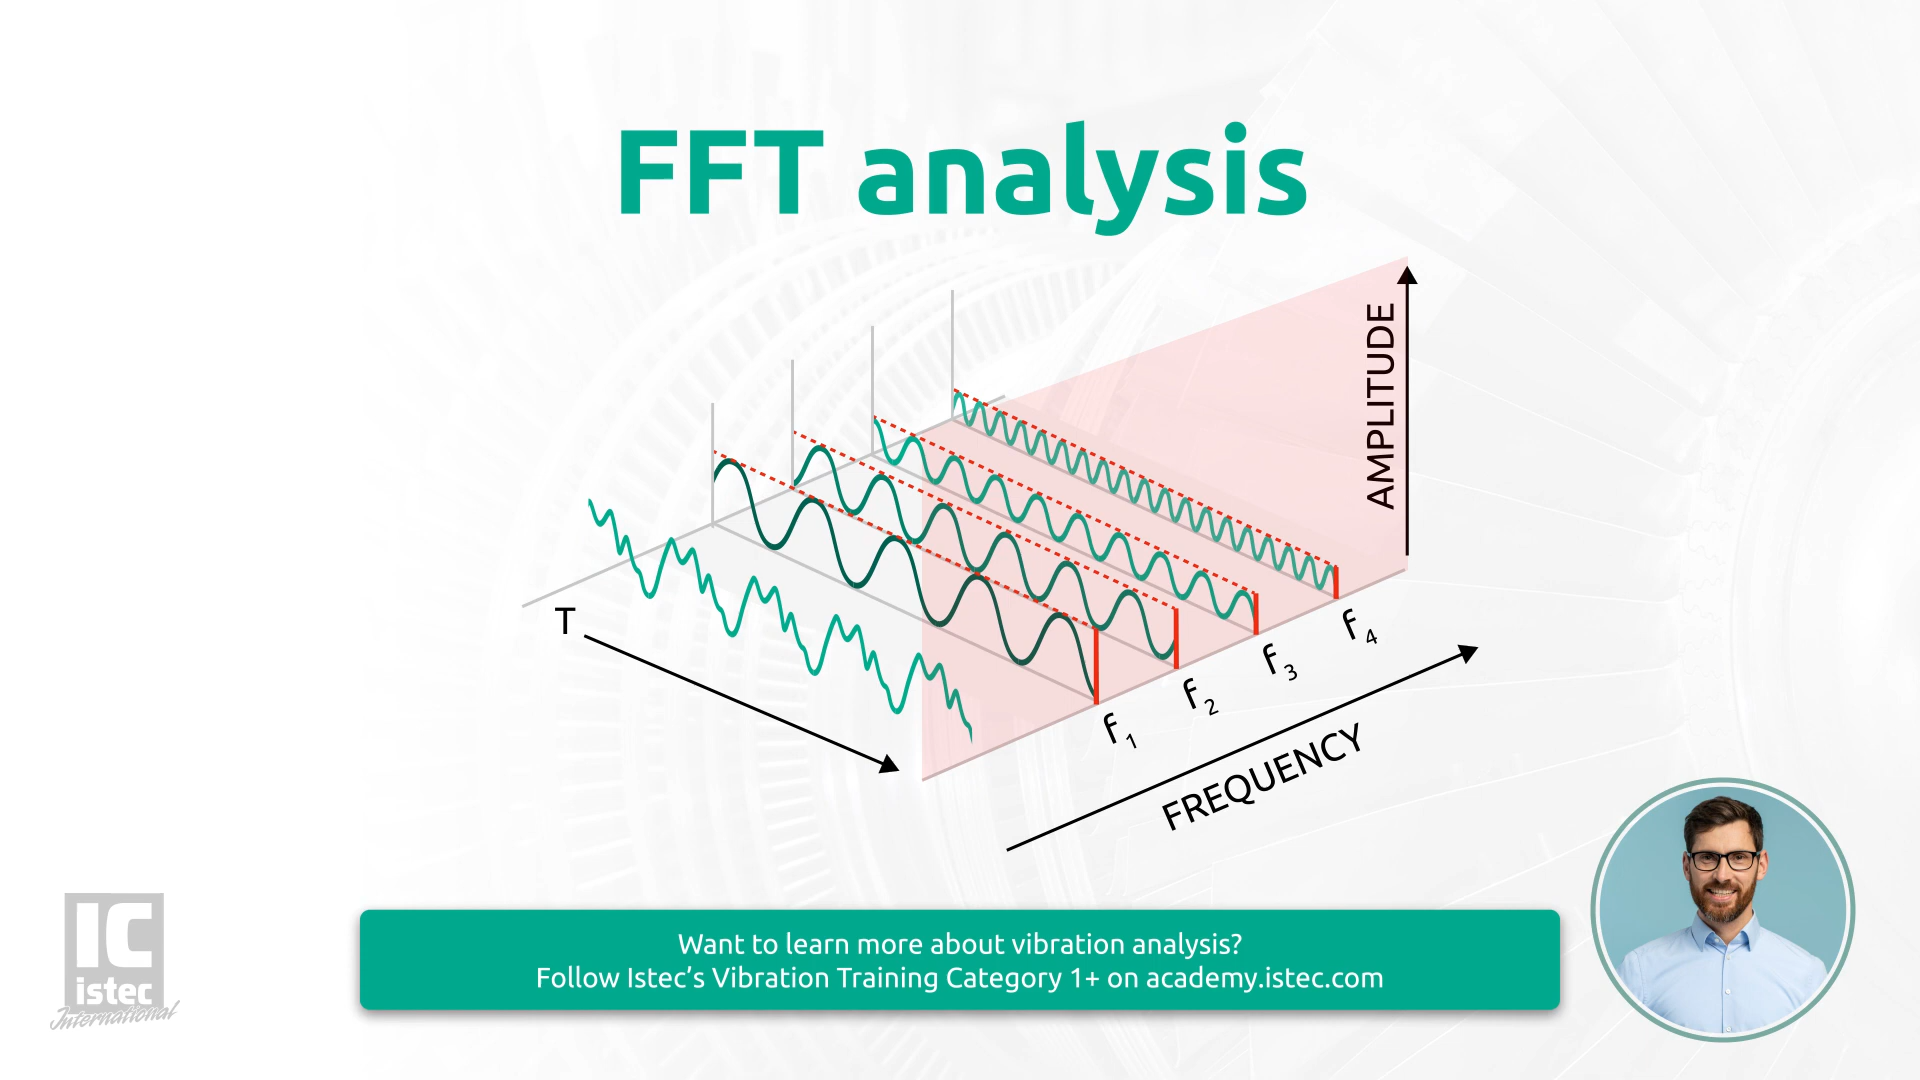 FFT analysis
AMPLITUDE
T
f1
f2
f3
f4
FREQUENCY
Want to learn more about vibration analysis?
Follow Istec’s Vibration Training Category 1+ on academy.istec.com
IC
istec
International